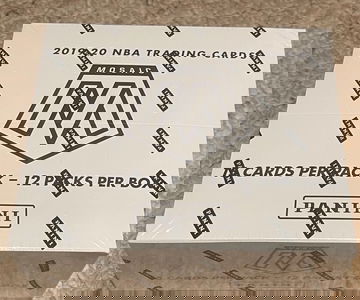 2019-20 NBA TRADING CARDS
MOSAIC
CARDS PER PACK - 12 PACKS PER BOX
PANINI